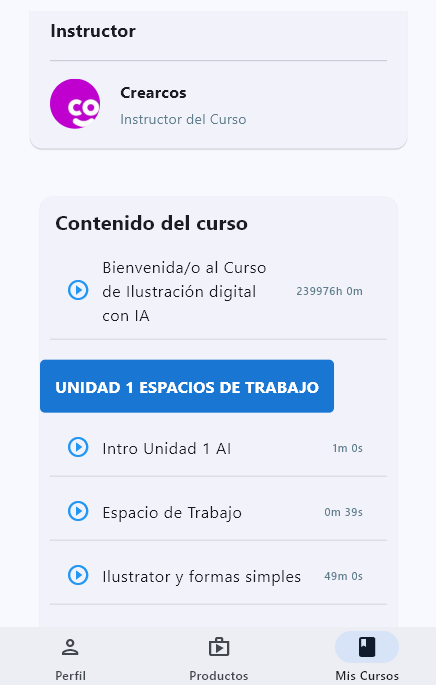 Instructor
co
Crearcos
Instructor del Curso
Contenido del curso
Bienvenida/o al Curso
de Ilustración digital
con IA
239976h 0m
UNIDAD 1 ESPACIOS DE TRABAJO
Intro Unidad 1 AI
1m 0s
Espacio de Trabajo
0m 39s
Ilustrator y formas simples
49m 0s
Perfil
Productos
Mis Cursos